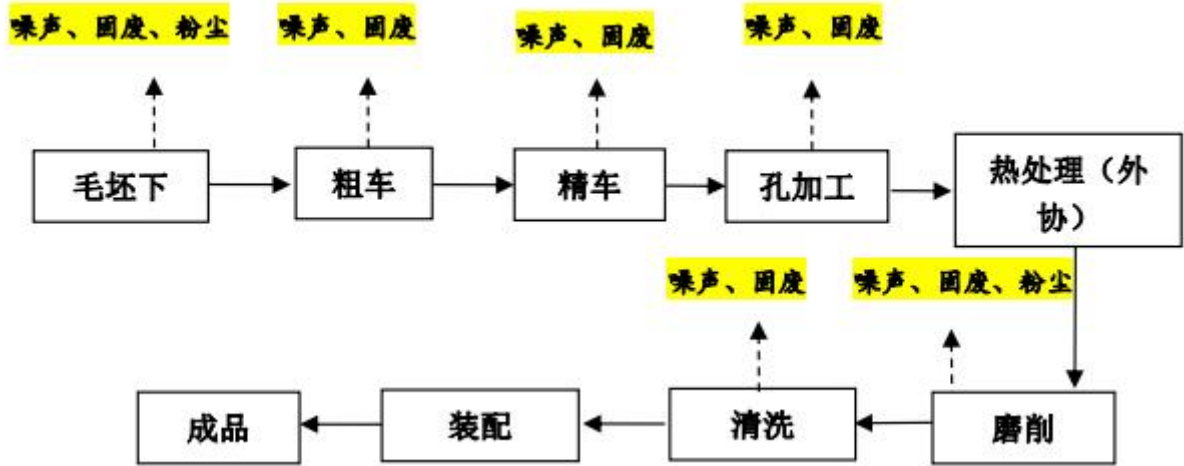 噪声、固废、粉尘
噪声、固废
噪声、固废
噪声、固废
毛坯下
粗车
精车
孔加工
热处理（外
协）
噪声、固废
噪声、固废、粉尘
成品
装配
清洗
磨削